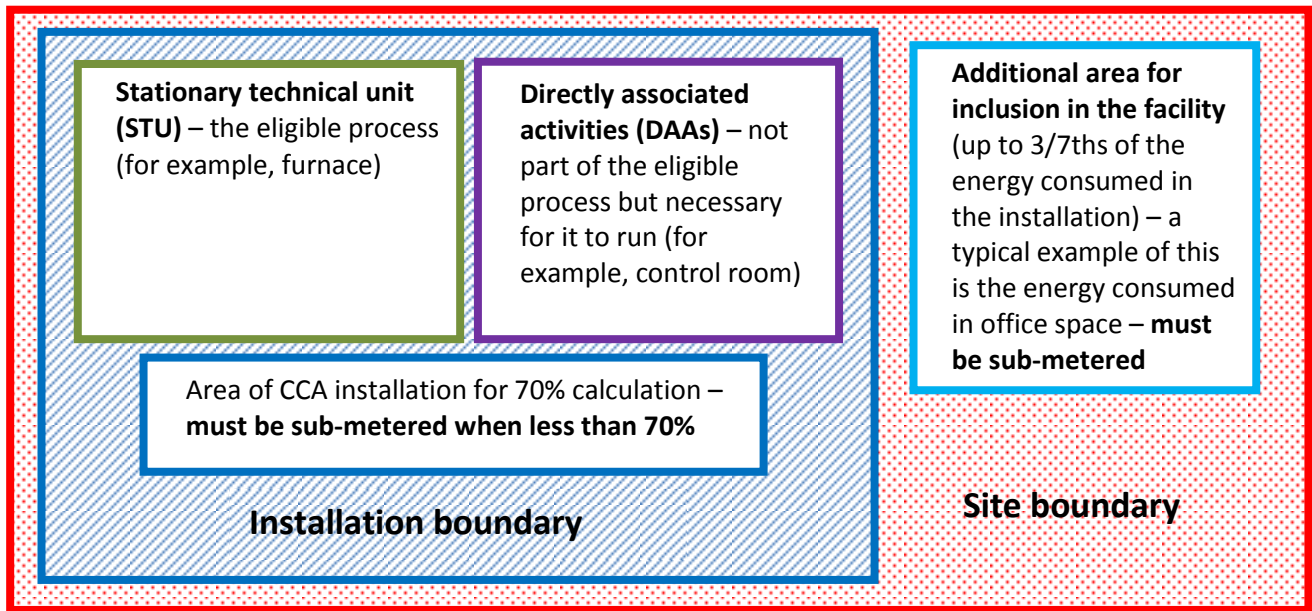 Stationary technical unit
(STU) – the eligible process
(for example, furnace)
Directly associated
activities (DAAs) – not
part of the eligible
process but necessary
for it to run (for
example, control room)
Additional area for
inclusion in the facility
(up to 3/7ths of the
energy consumed in
the installation) – a
typical example of this
is the energy consumed
in office space – must
be sub-metered
Area of CCA installation for 70% calculation –
must be sub-metered when less than 70%
Installation boundary
Site boundary